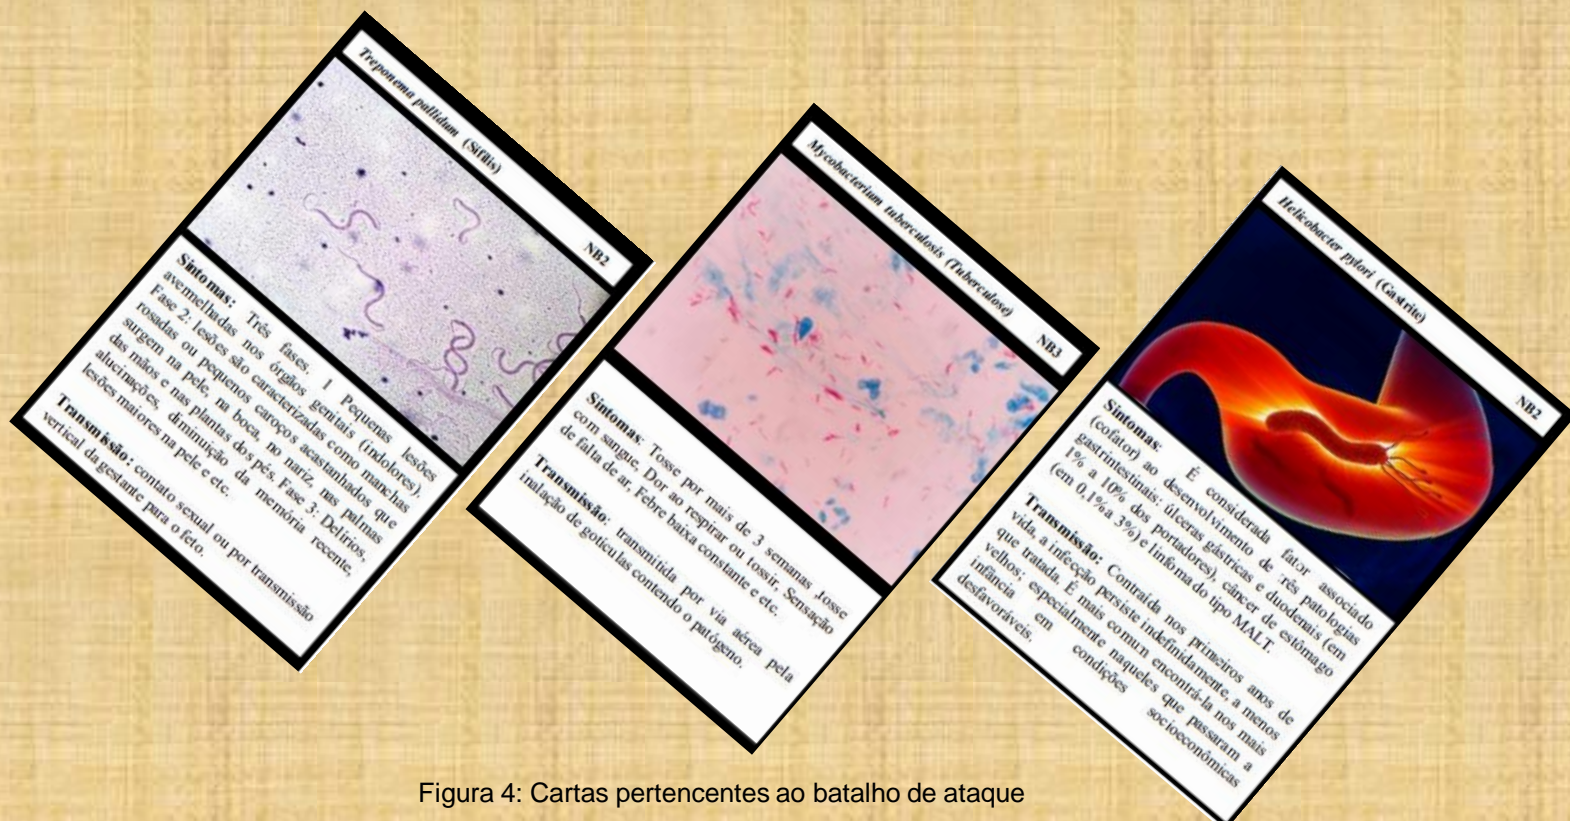 Treponema pallidum (Sífilis)
NB2
Sintomas: Três fases: 1 Pequenas lesões
avermelhadas nos órgãos genitais (indolores).
Fase 2: lesões são caracterizadas como manchas
rosadas ou pequenos caroços acastanhados que
surgem na pele, na boca, no nariz, nas palmas
das mãos e nas plantas dos pés. Fase 3: Delírios,
alucinações, diminuição da memória recente,
lesões maiores na pele e etc.
Transmissão: contato sexual ou por transmissão
vertical da gestante para o feto.
Mycobacterium tuberculosis (Tuberculose)
NB3
Sintomas: Tosse por mais de 3 semanas ,tosse
com sangue, Dor ao respirar ou tossir, Sensação
de falta de ar, Febre baixa constante e etc.
Transmissão: transmitida por via aérea pela
inalação de gotículas contendo o patógeno.
Helicobacter pylori (Gastrite)
NB2
Sintomas: É considerada fator associado
(cofator) ao desenvolvimento de três patologias
gastrintestinais: úlceras gástricas e duodenais (em
1% a 10% dos portadores), câncer de estômago
(em 0,1% a 3%) e linfoma do tipo MALT.
Transmissão: Contraída nos primeiros anos de
vida, a infecção persiste indefinidamente, a menos
que tratada. É mais comun encontrá-la nos mais
velhos; especialmente naqueles que passaram a
infância em condições socioeconômicas
desfavoráveis.
Figura 4: Cartas pertencentes ao batalho de ataque